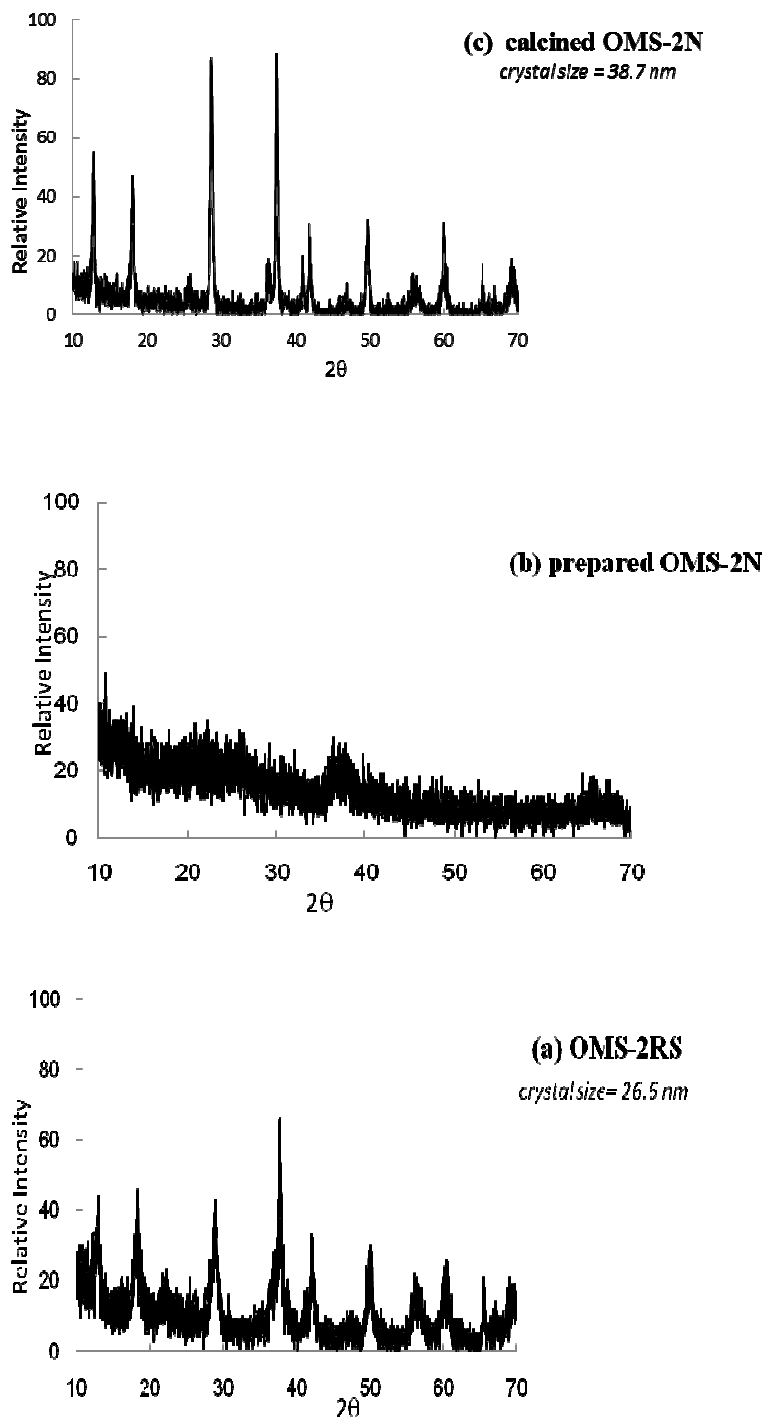 100
(c) calcined OMS-2N
crystal size = 38.7 nm
80
60
40
20
0
Relative Intensity
10 20 30 40 50 60 70
2θ
100
(b) prepared OMS-2N
80
60
40
20
0
Relative Intensity
10 20 30 40 50 60 70
2θ
100
(a) OMS-2RS
crystal size= 26.5 nm
80
60
40
20
0
Relative Intensity
10 20 30 40 50 60 70
2θ